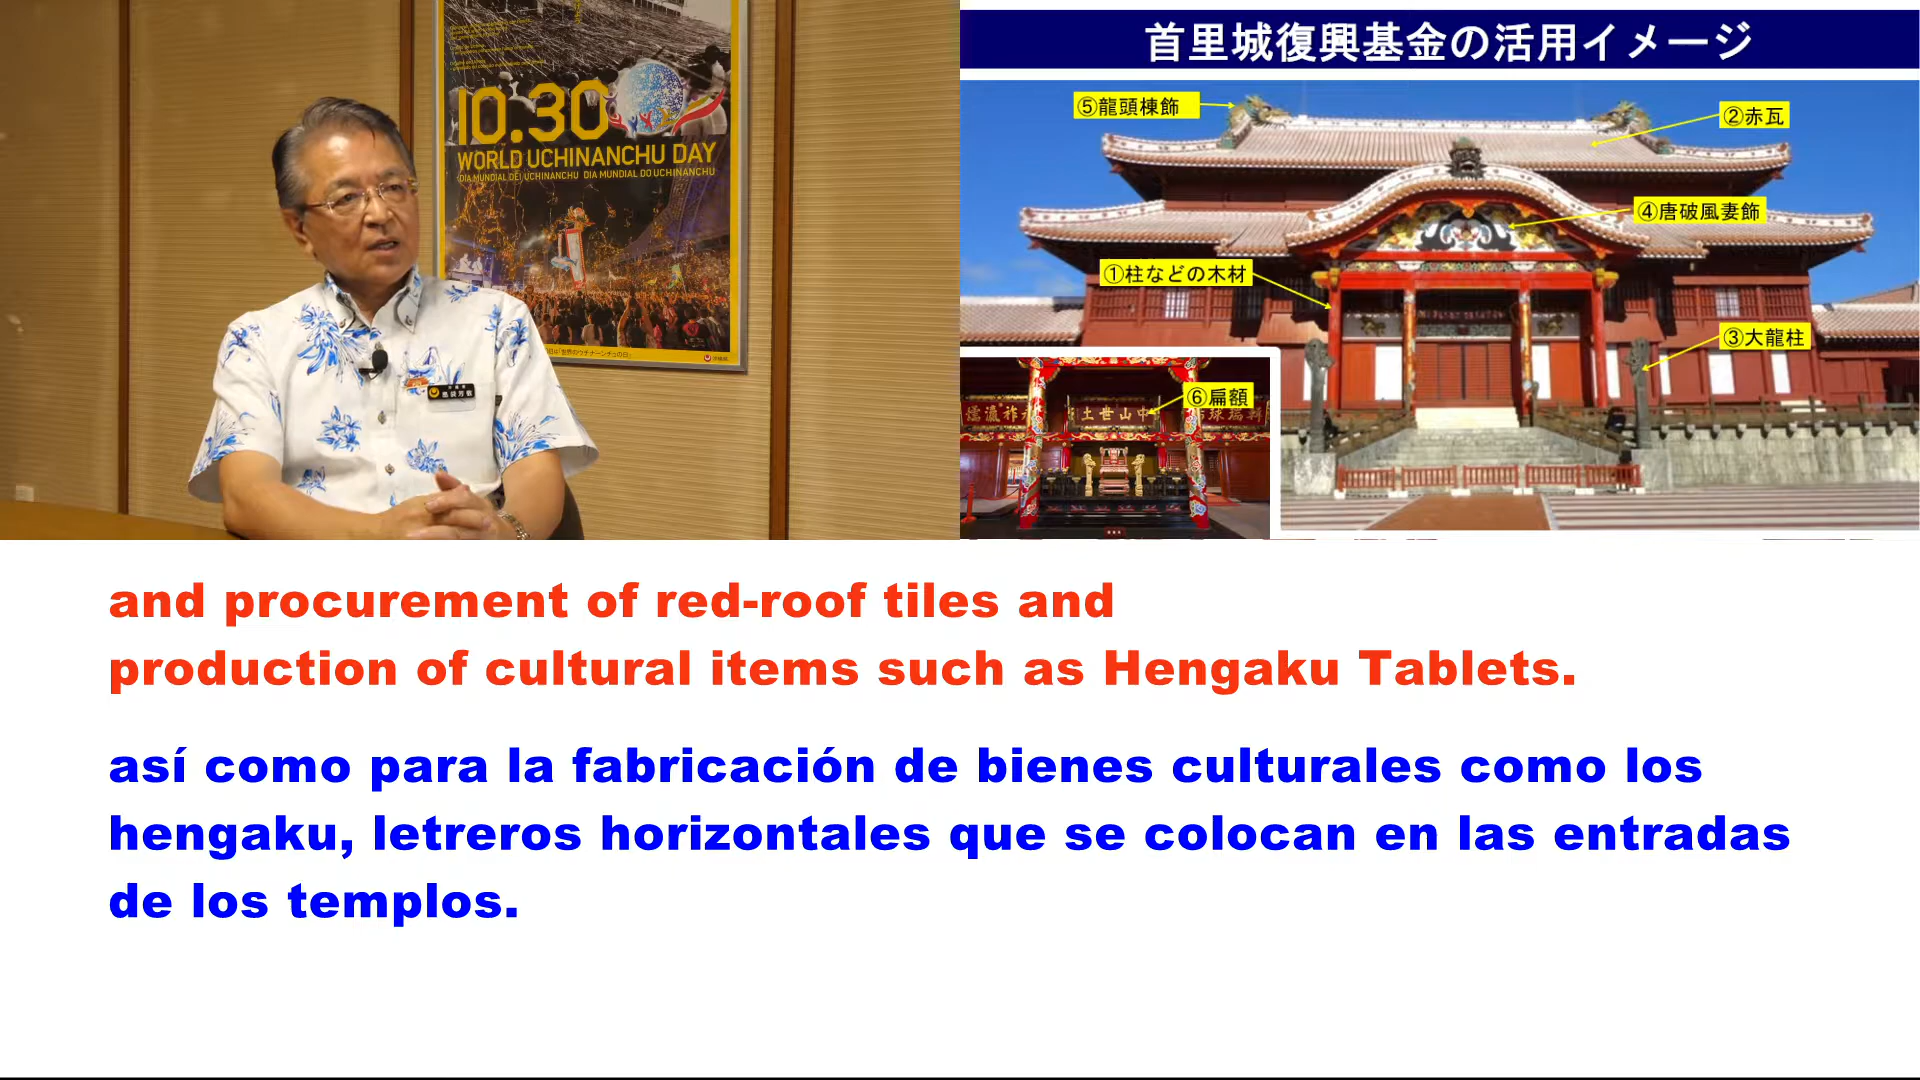 10.30
WORLD UCHINANCHU DAY
DIA MUNDIAL DEL UCHINANCHU DIA MUNDIAL DO UCHINANCHU
首里城復興基金の活用イメージ
⑤龍頭棟飾
②赤瓦
④唐破風妻飾
①柱などの木材
③大龍柱
⑥扁額
中山世土
and procurement of red-roof tiles and
production of cultural items such as Hengaku Tablets.
así como para la fabricación de bienes culturales como los
hengaku, letreros horizontales que se colocan en las entradas
de los templos.